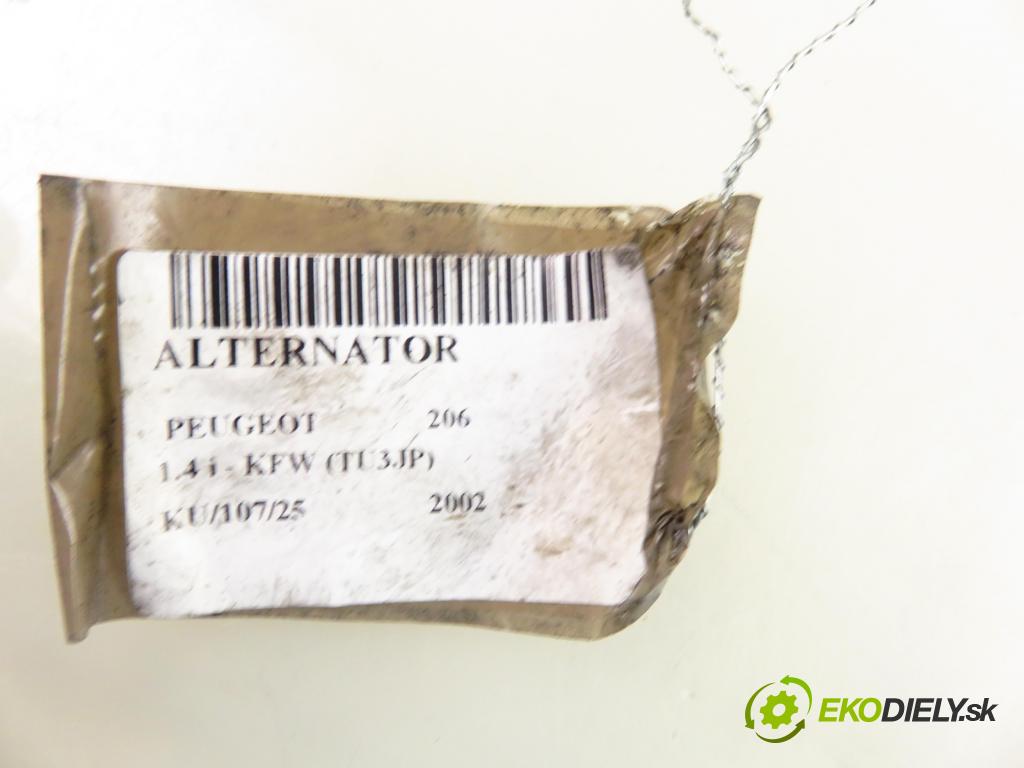 ALTERNATOR
PEUGEOT 206
1.4 i - KFW (TU3JP)
KU/107/25 2002
EKODIELY.sk